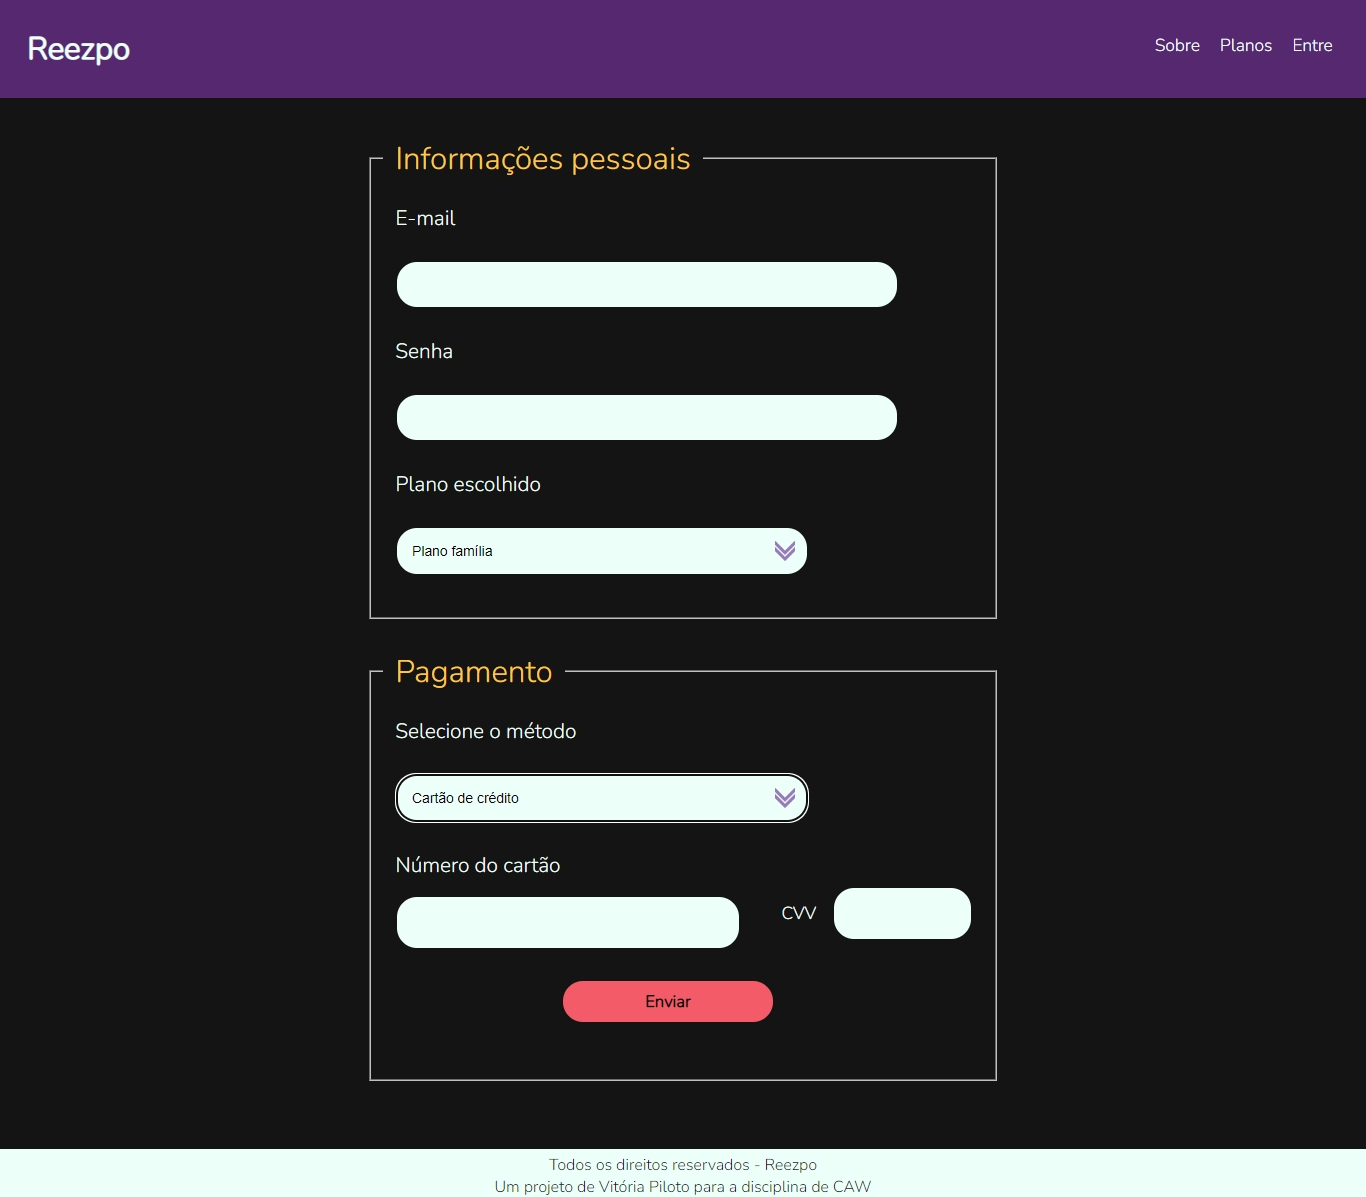 Reezpo
Sobre Planos Entre
Informações pessoais
E-mail
Senha
Plano escolhido
Plano família
Pagamento
Selecione o método
Cartão de crédito
Número do cartão
CVV
Enviar
Todos os direitos reservados - Reezpo
Um projeto de Vitória Piloto para a disciplina de CAW